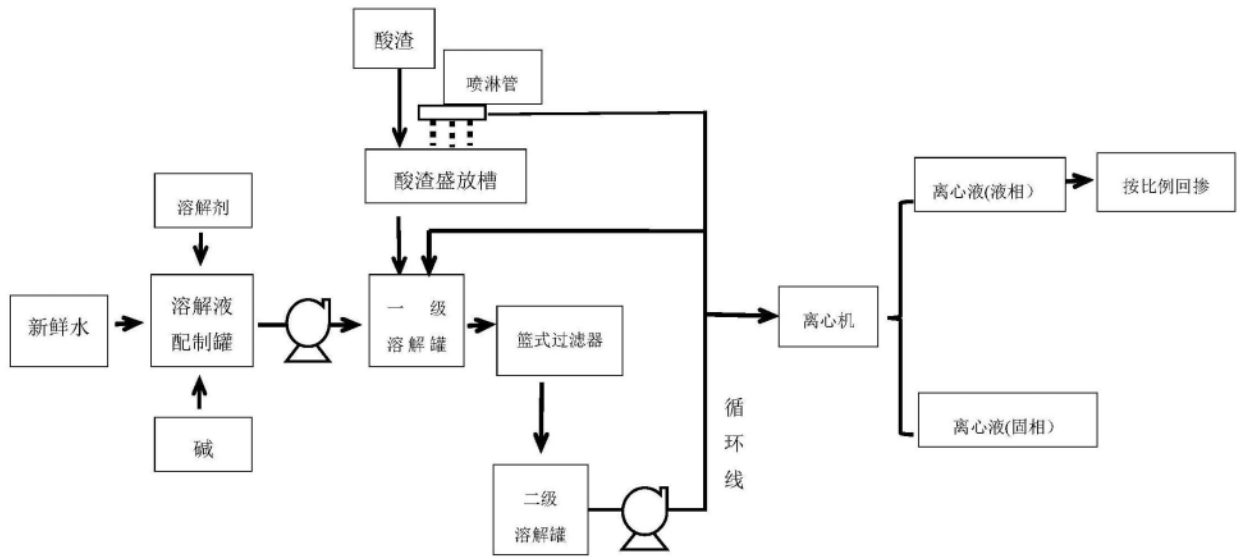 酸渣
喷淋管
酸渣盛放槽
溶解剂
新鲜水
溶解液
配制罐
碱
一 级
溶解罐
篮式过滤器
二级
溶解罐
循
环
线
离心机
离心液(液相）
按比例回掺
离心液(固相）